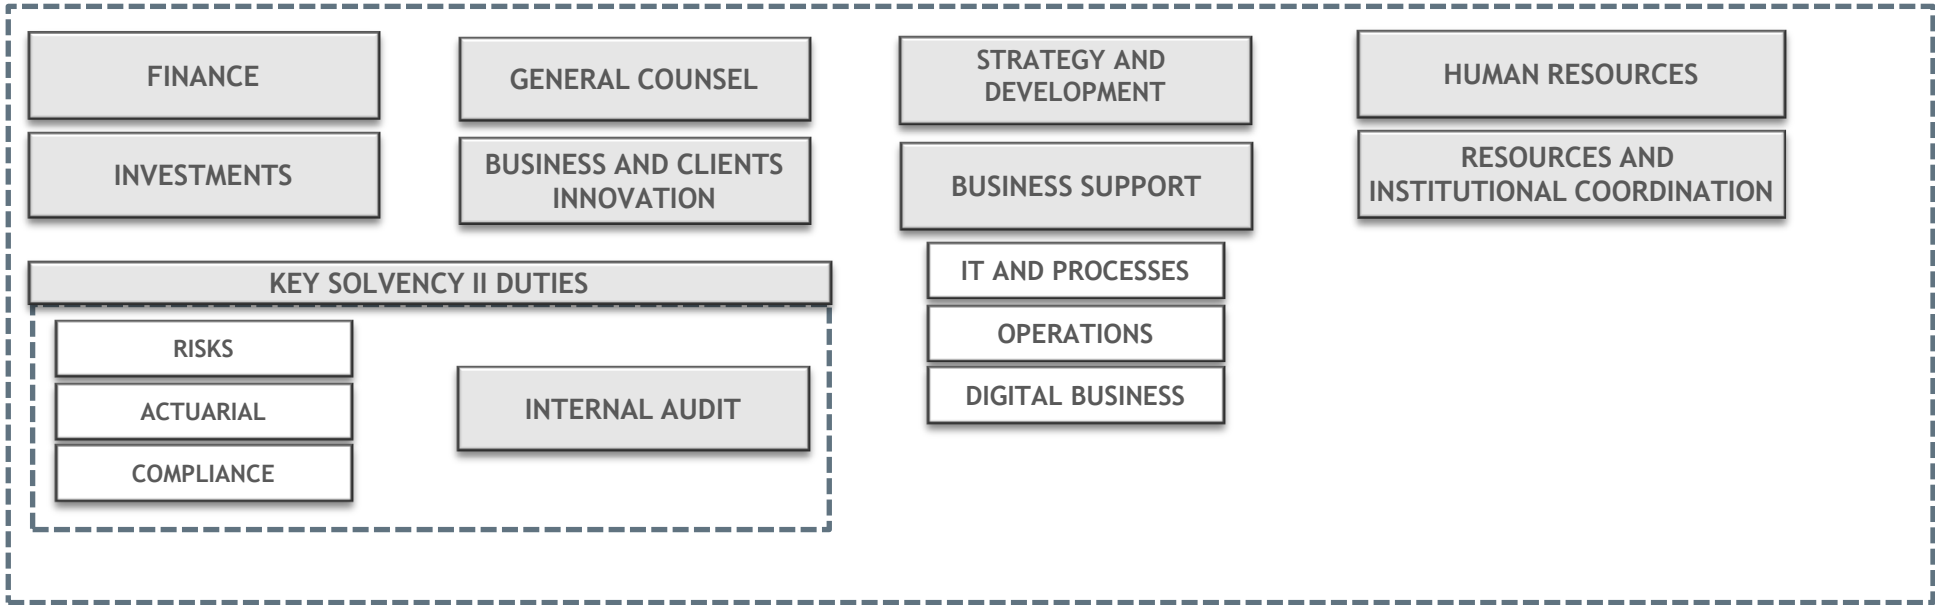 FINANCE
GENERAL COUNSEL
STRATEGY AND
DEVELOPMENT
HUMAN RESOURCES
INVESTMENTS
BUSINESS AND CLIENTS
INNOVATION
BUSINESS SUPPORT
RESOURCES AND
INSTITUTIONAL COORDINATION
KEY SOLVENCY II DUTIES
RISKS
ACTUARIAL
COMPLIANCE
INTERNAL AUDIT
IT AND PROCESSES
OPERATIONS
DIGITAL BUSINESS